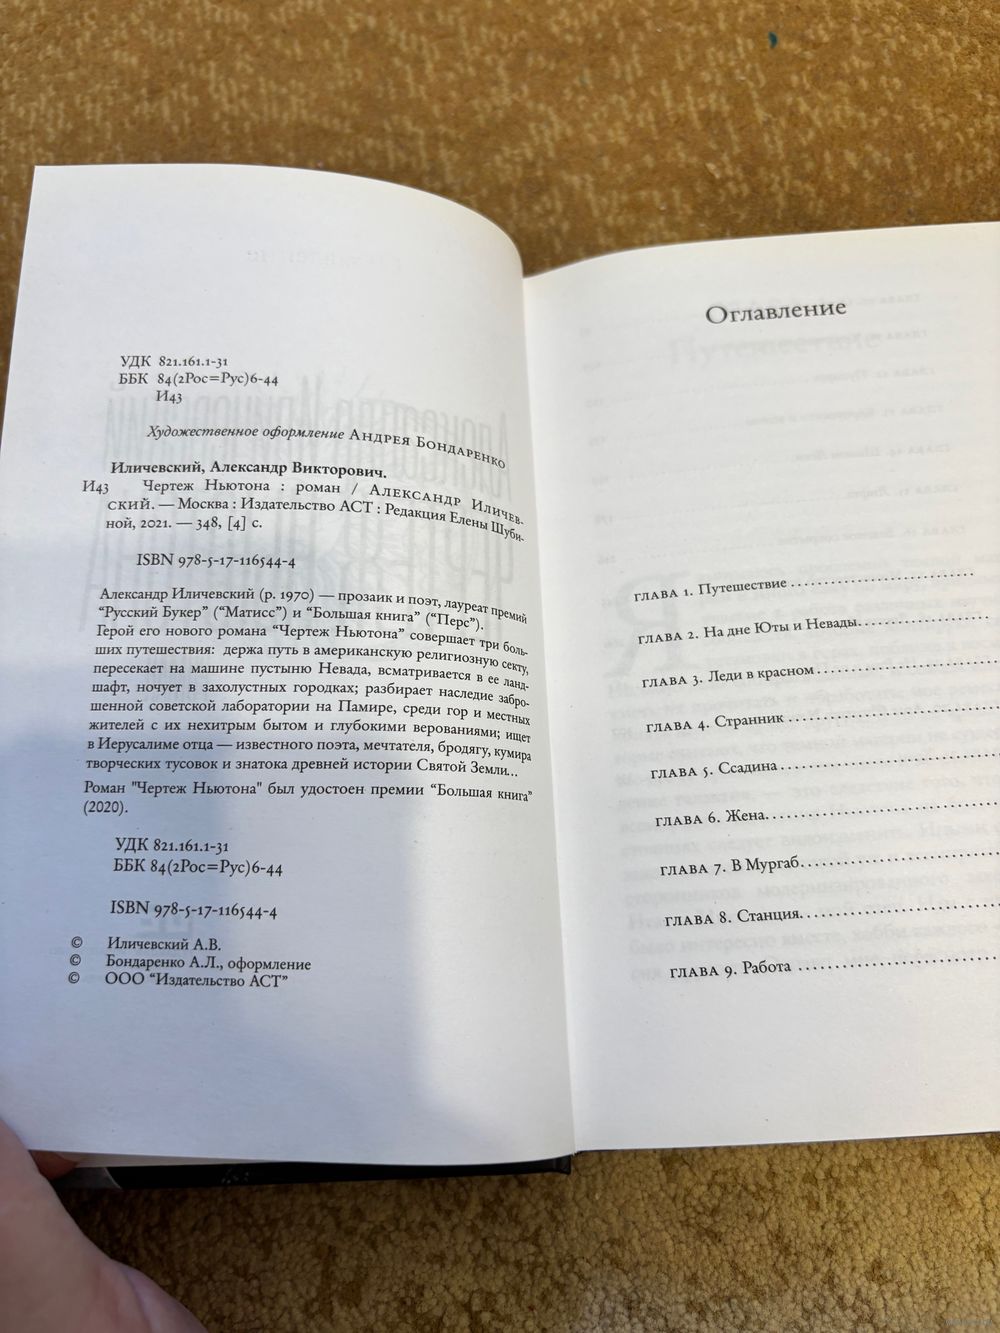 УДК 821.161.1-31
ББК 84(2Рос=Рус)6-44
И43
Художественное оформление Андрея Бондаренко
Иличевский, Александр Викторович.
И43 Чертеж Ньютона : роман / Александр Иличев-
ский. — Москва : Издательство АСТ : Редакция Елены Шуби-
ной, 2021. — 348, [4] с.
ISBN 978-5-17-116544-4
Александр Иличевский (р. 1970) — прозаик и поэт, лауреат премий
“Русский Букер” (“Матисс”) и “Большая книга” (“Перс”).
Герой его нового романа “Чертеж Ньютона” совершает три боль-
ших путешествия: держа путь в американскую религиозную секту,
пересекает на машине пустыню Невада, всматривается в ее ланд-
шафт, ночует в захолустных городках; разбирает наследие забро-
шенной советской лаборатории на Памире, среди гор и местных
жителей с их нехитрым бытом и глубокими верованиями; ищет
в Иерусалиме отца — известного поэта, мечтателя, бродягу, кумира
творческих тусовок и знатока древней истории Святой Земли...
Роман "Чертеж Ньютона" был удостоен премии “Большая книга”
(2020).
УДК 821.161.1-31
ББК 84(2Рос=Рус)6-44
ISBN 978-5-17-116544-4
© Иличевский А.В.
© Бондаренко А.Л., оформление
© ООО “Издательство АСТ”
Оглавление
ГЛАВА 1. Путешествие
ГЛАВА 2. На дне Юты и Невады
ГЛАВА 3. Леди в красном
ГЛАВА 4. Странник
ГЛАВА 5. Ссадина
ГЛАВА 6. Жена
ГЛАВА 7. В Мургаб
ГЛАВА 8. Станция
ГЛАВА 9. Работа